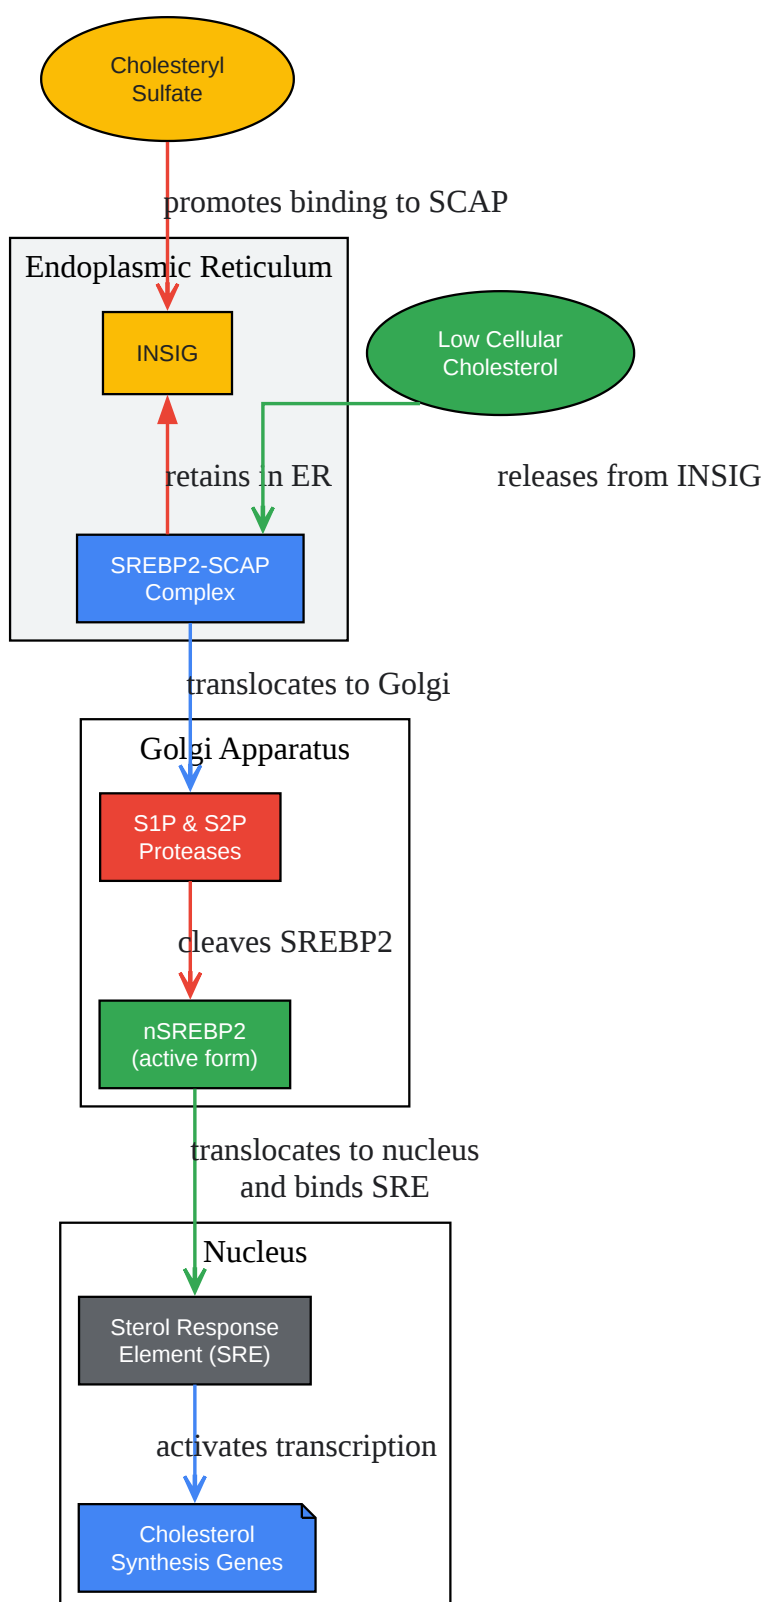 Cholesteryl
Sulfate
promotes binding to SCAP
Endoplasmic Reticulum
INSIG
Low Cellular
Cholesterol
retains in ER
releases from INSIG
SREBP2-SCAP
Complex
translocates to Golgi
Golgi Apparatus
S1P & S2P
Proteases
cleaves SREBP2
nSREBP2
(active form)
translocates to nucleus
and binds SRE
Nucleus
Sterol Response
Element (SRE)
activates transcription
Cholesterol
Synthesis Genes